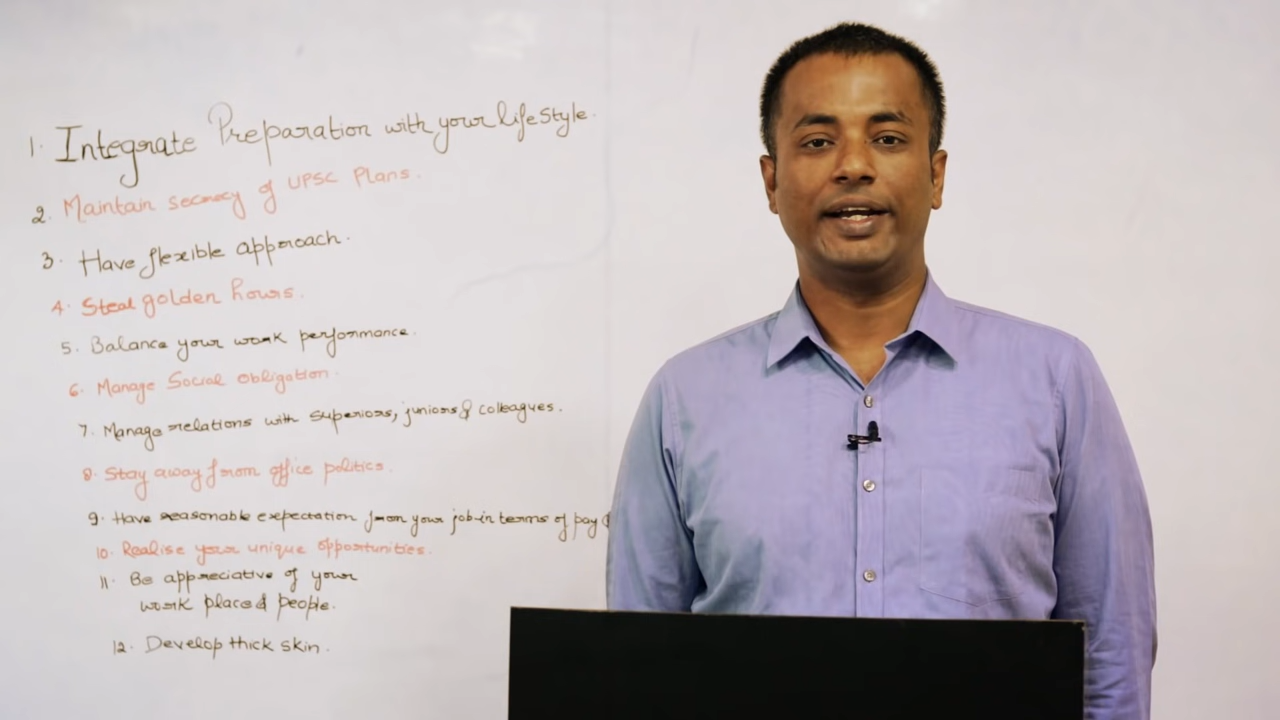 1. Integrate Preparation with your lifestyle.
2. Maintain secrecy of UPSC Plans.
3. Have flexible approach.
4. Steal golden hours.
5. Balance your work performance.
6. Manage Social obligation.
7. Manage relations with superiors, juniors & colleagues.
8. Stay away from office politics.
9. Have reasonable expectation from your job-in terms of pay
10. Realise your unique opportunities.
11. Be appreciative of your
work place & people.
12. Develop thick skin.